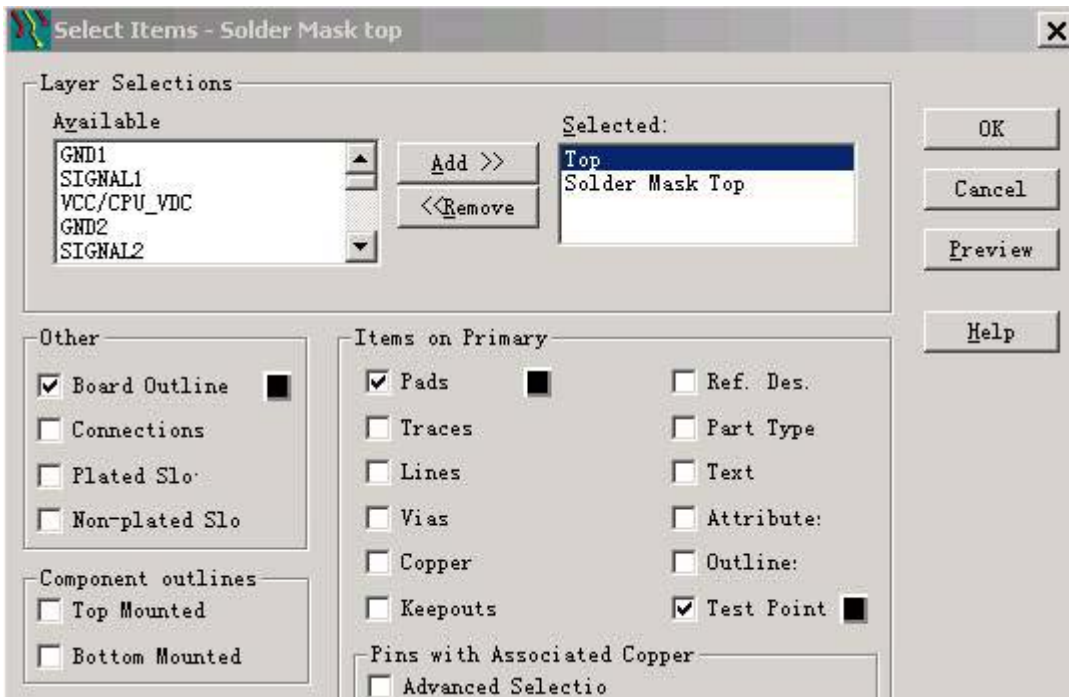 Select Items - Solder Mask top
Layer Selections
Available
GND1
SIGNAL1
VCC/CPU_VDC
GND2
SIGNAL2
Add >>
<<Remove
Selected:
Top
Solder Mask Top
OK
Cancel
Preview
Help
Other
Board Outline
Connections
Plated Slo
Non-plated Slo
Component outlines
Top Mounted
Bottom Mounted
Items on Primary
Pads
Traces
Lines
Vias
Copper
Keepouts
Ref. Des.
Part Type
Text
Attribute:
Outline:
Test Point
Pins with Associated Copper
Advanced Selectio